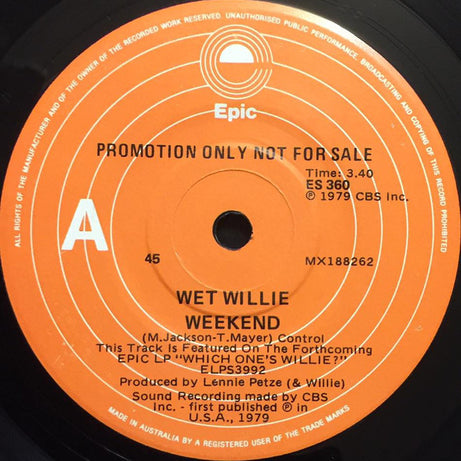 ALL RIGHTS OF THE MANUFACTURER AND OF THE OWNER OF THE RECORDED WORK RESERVED UNAUTHORISED PUBLIC PERFORMANCE, BROADCASTING AND COPYING OF THIS RECORD PROHIBITED
Epic
PROMOTION ONLY NOT FOR SALE
Time: 3.40
ES 360
℗ 1979 CBS Inc.
A
45
MX188262
WET WILLIE
WEEKEND
(M.Jackson-T.Mayer) Control
This Track Is Featured On The Forthcoming
EPIC LP "WHICH ONE'S WILLIE?"
ELPS3992
Produced by Lennie Petze (& Willie)
Sound Recording made by CBS
Inc. - first published ℗ in
U.S.A., 1979
MADE IN AUSTRALIA BY A REGISTERED USER OF THE TRADE MARKS